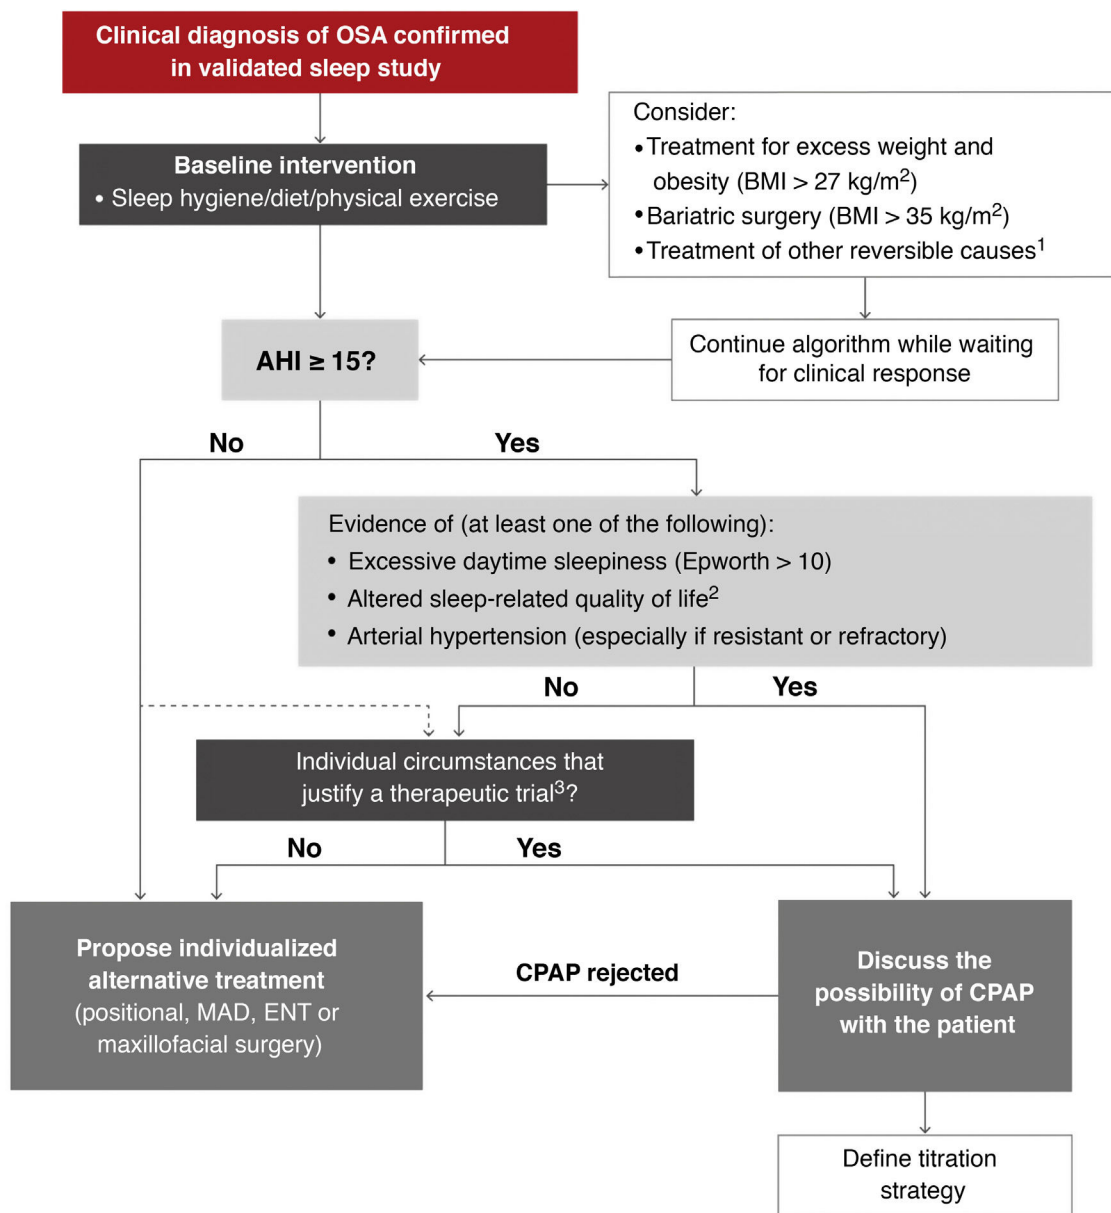 Clinical diagnosis of OSA confirmed
in validated sleep study
Baseline intervention
• Sleep hygiene/diet/physical exercise
Consider:
•Treatment for excess weight and
obesity (BMI > 27 kg/m²)
•Bariatric surgery (BMI > 35 kg/m²)
•Treatment of other reversible causes¹
AHI ≥ 15?
Continue algorithm while waiting
for clinical response
No
Yes
Evidence of (at least one of the following):
• Excessive daytime sleepiness (Epworth > 10)
• Altered sleep-related quality of life²
• Arterial hypertension (especially if resistant or refractory)
No
Yes
Individual circumstances that
justify a therapeutic trial³?
No
Yes
Propose individualized
alternative treatment
(positional, MAD, ENT or
maxillofacial surgery)
CPAP rejected
Discuss the
possibility of CPAP
with the patient
Define titration
strategy